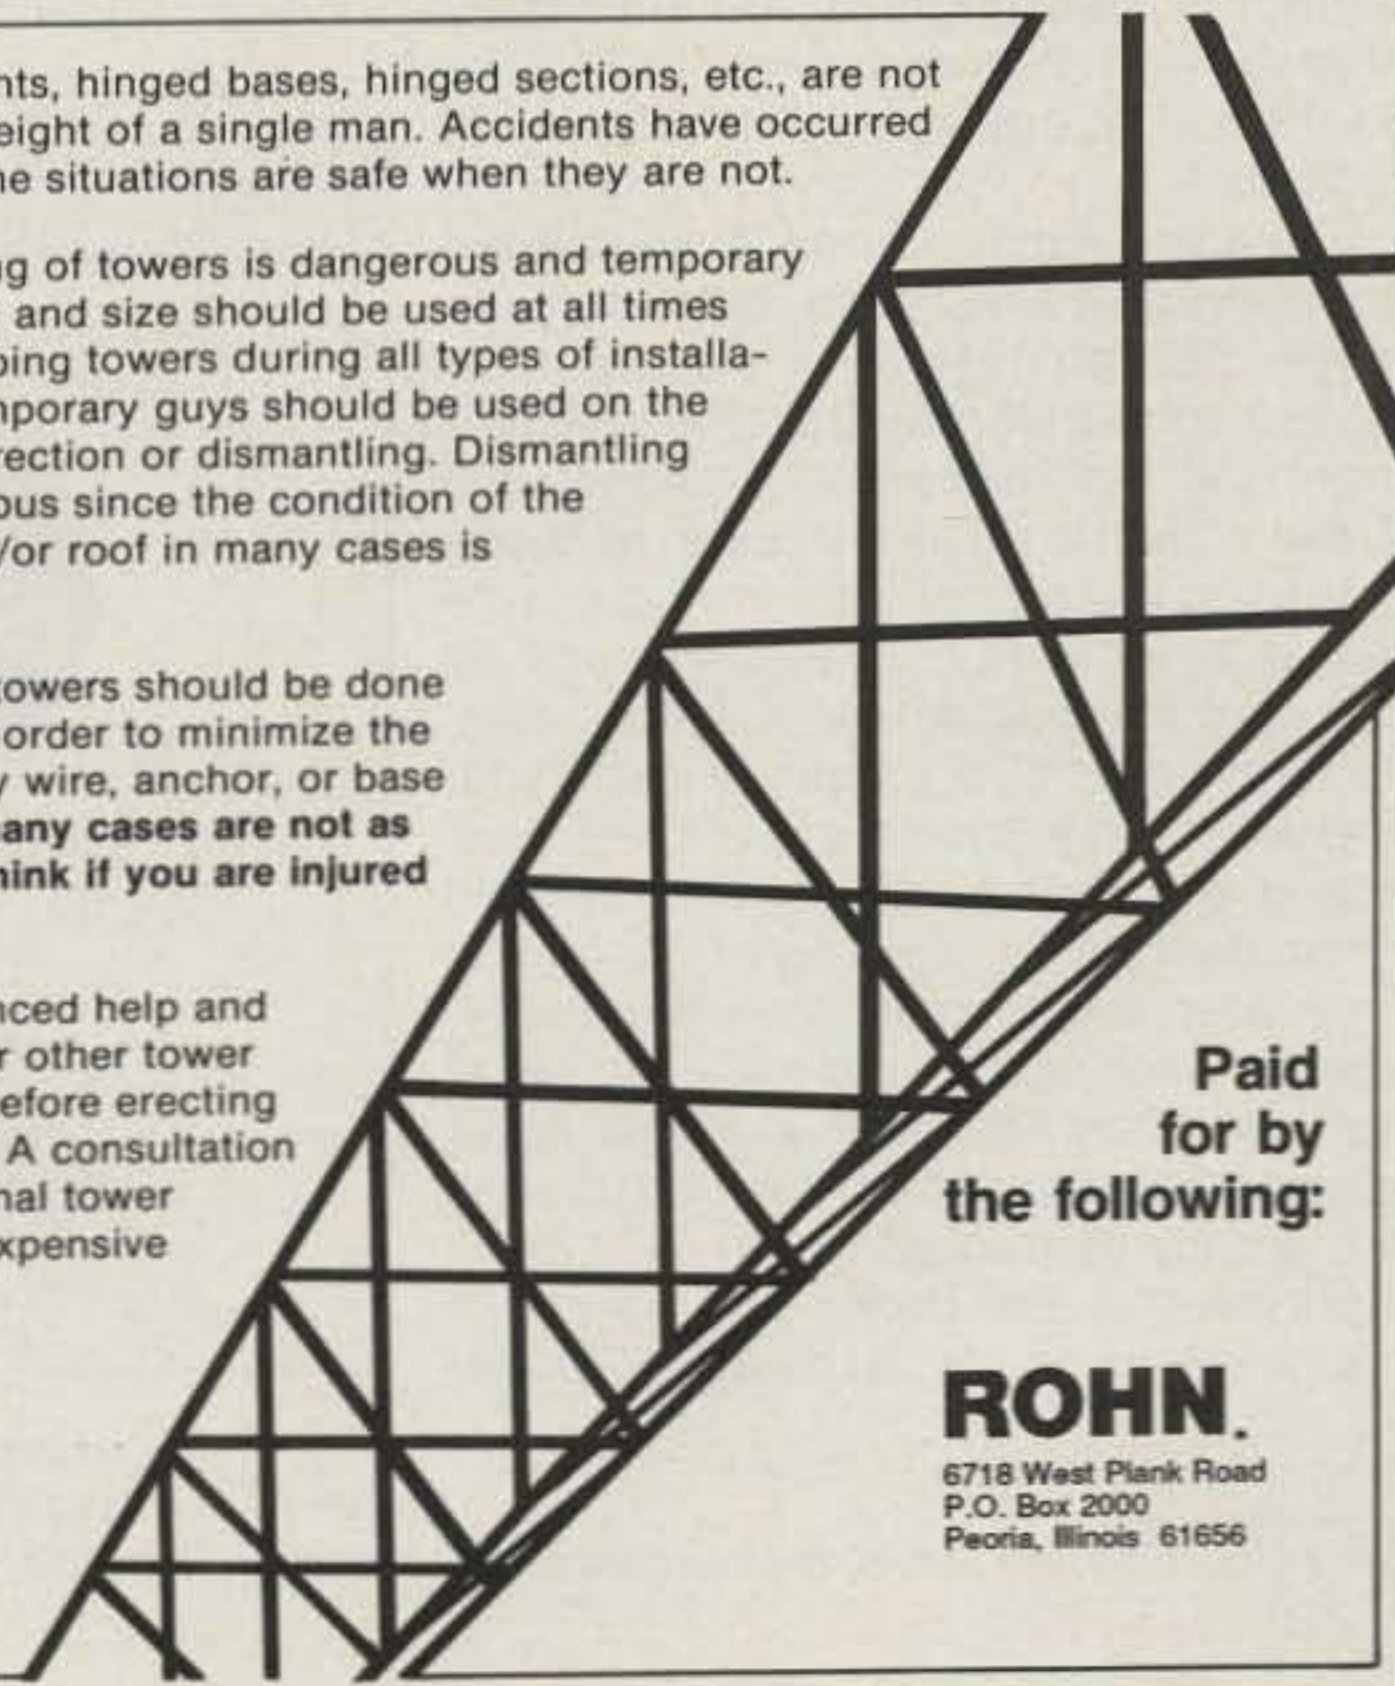 nts, hinged bases, hinged sections, etc., are not
eight of a single man. Accidents have occurred
ne situations are safe when they are not.
ng of towers is dangerous and temporary
and size should be used at all times
bing towers during all types of installa-
mporary guys should be used on the
rection or dismantling. Dismantling
ous since the condition of the
/or roof in many cases is
towers should be done
order to minimize the
y wire, anchor, or base
any cases are not as
hink if you are injured
nced help and
r other tower
efore erecting
A consultation
nal tower
xpensive
Paid
for by
the following:
ROHN.
6718 West Plank Road
P.O. Box 2000
Peoria, Illinois 61656